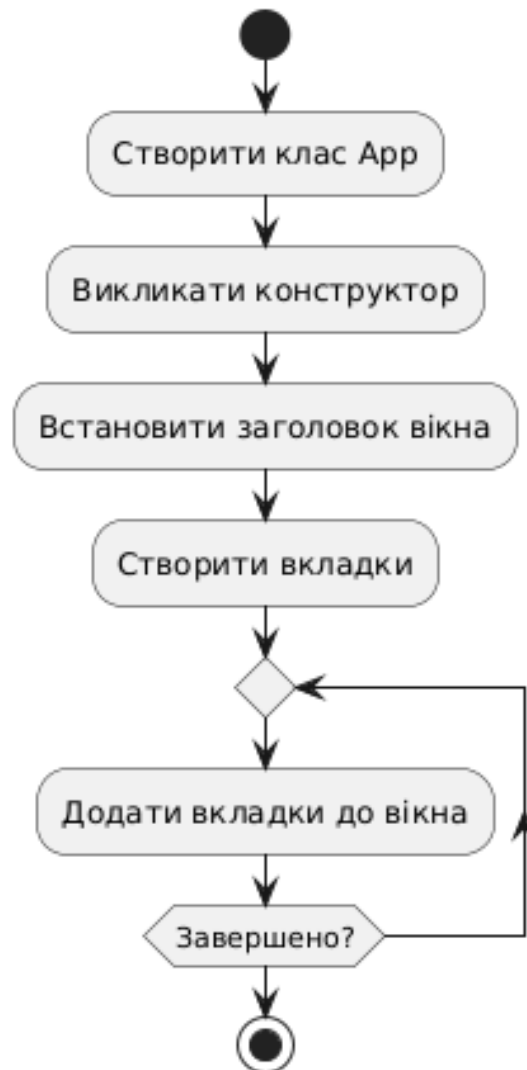 Створити клас App
Викликати конструктор
Встановити заголовок вікна
Створити вкладки
Додати вкладки до вікна
Завершено?